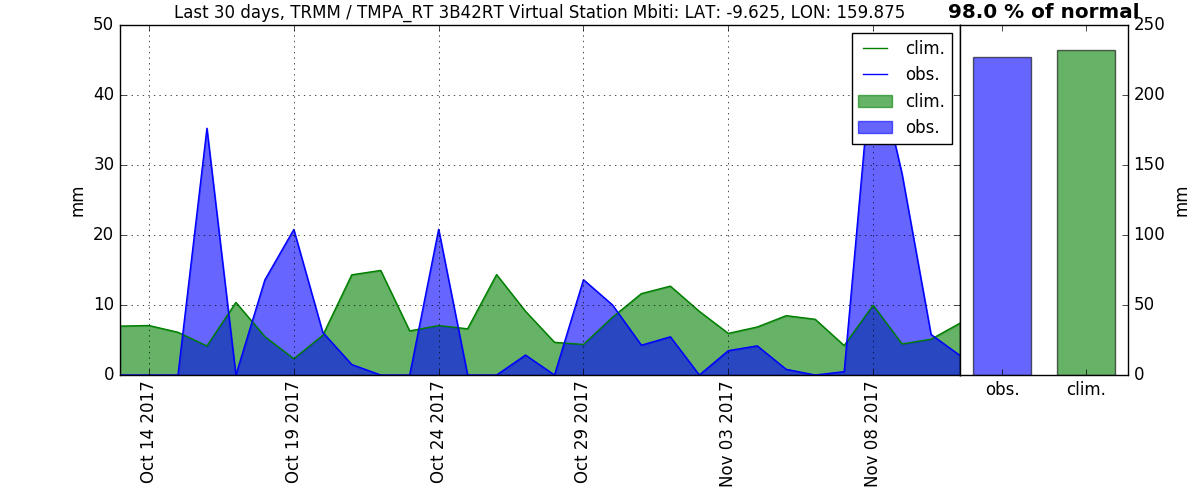 Last 30 days, TRMM / TMPA_RT 3B42RT Virtual Station Mbiti: LAT: -9.625, LON: 159.875
98.0 % of normal
50
40
30
20
10
0
mm
clim.
obs.
clim.
obs.
250
200
150
100
50
0
mm
obs.
clim.
Oct 14 2017
Oct 19 2017
Oct 24 2017
Oct 29 2017
Nov 03 2017
Nov 08 2017